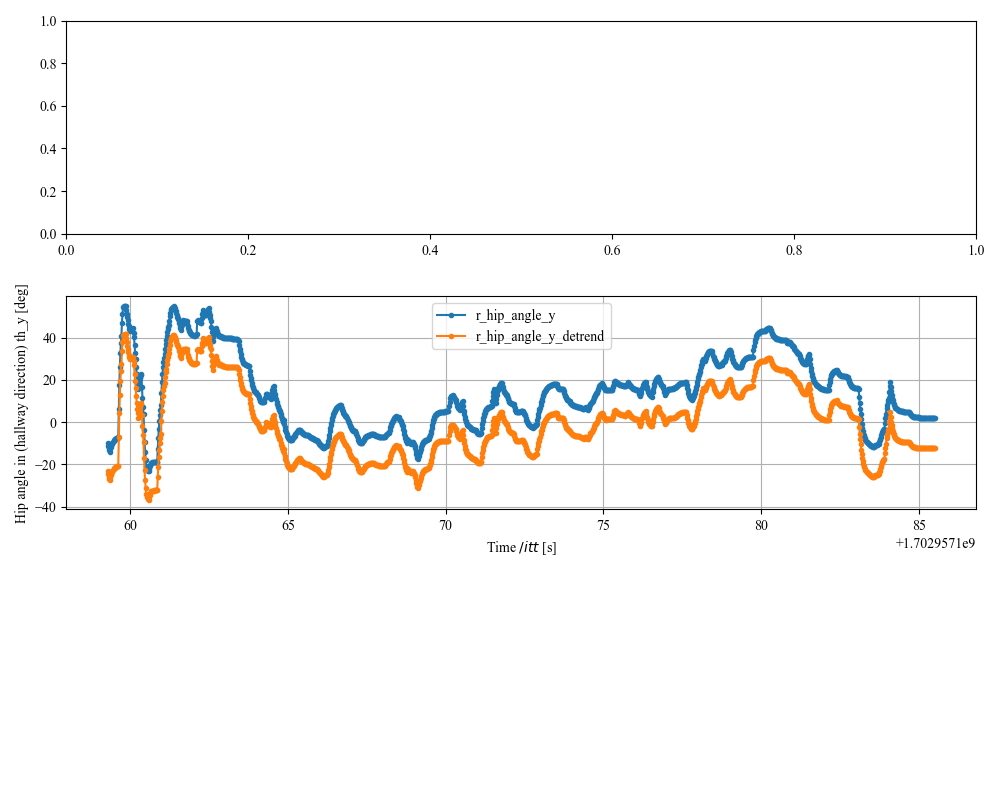 1.0
0.8
0.6
0.4
0.2
0.0
0.0 0.2 0.4 0.6 0.8 1.0
Hip angle in (hallway direction) th_y [deg]
40
20
0
−20
−40
r_hip_angle_y
r_hip_angle_y_detrend
60 65 70 75 80 85
Time /itt [s]
+1.7029571e9